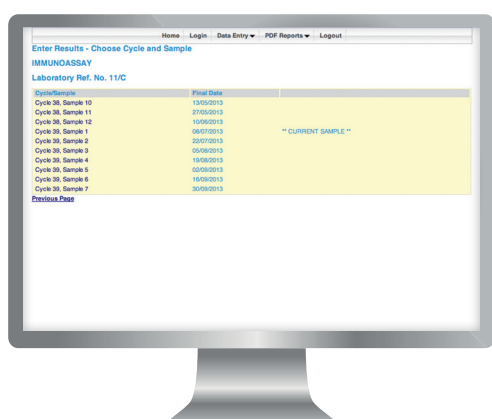 Home Login Data Entry PDF Reports Logout
Enter Results - Choose Cycle and Sample
IMMUNOASSAY
Laboratory Ref. No. 11/C
Cycle/Sample Final Date
Cycle 38, Sample 10 13/05/2013
Cycle 38, Sample 11 27/05/2013
Cycle 38, Sample 12 10/06/2013
Cycle 39, Sample 1 08/07/2013 ** CURRENT SAMPLE **
Cycle 39, Sample 2 22/07/2013
Cycle 39, Sample 3 05/08/2013
Cycle 39, Sample 4 19/08/2013
Cycle 39, Sample 5 02/09/2013
Cycle 39, Sample 6 16/09/2013
Cycle 39, Sample 7 30/09/2013
Previous Page